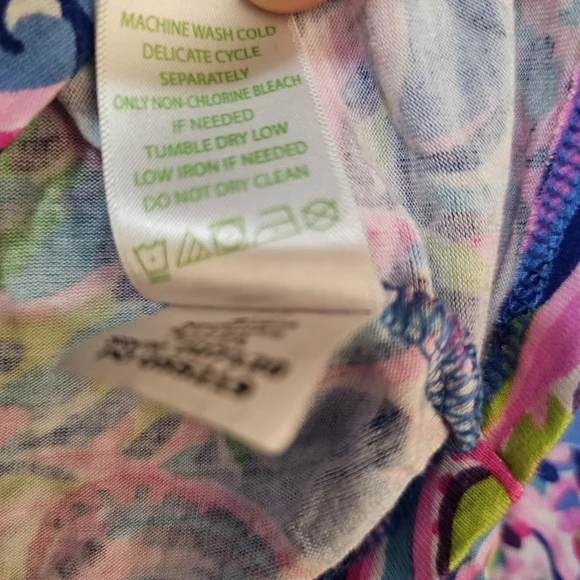 MACHINE WASH COLD
DELICATE CYCLE
SEPARATELY
ONLY NON-CHLORINE BLEACH
IF NEEDED
TUMBLE DRY LOW
LOW IRON IF NEEDED
DO NOT DRY CLEAN